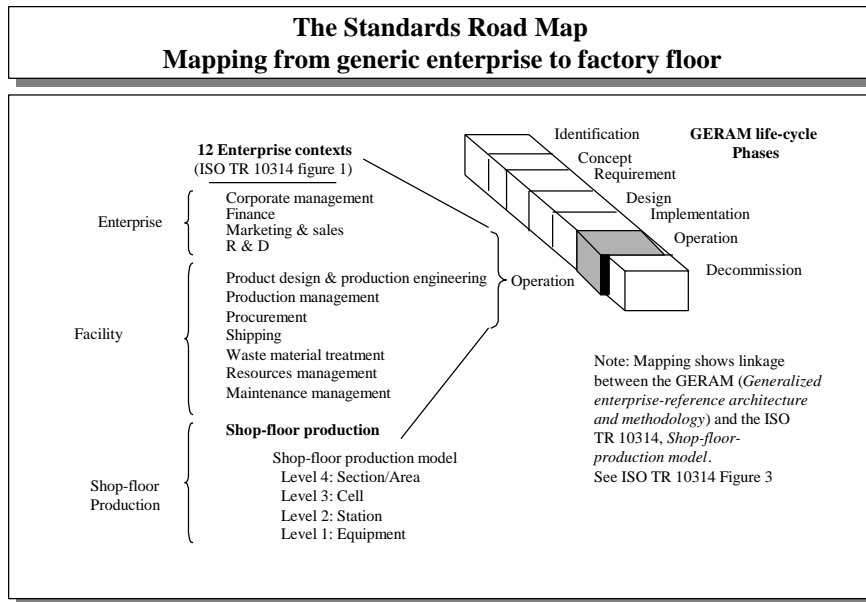 The Standards Road Map
Mapping from generic enterprise to factory floor
12 Enterprise contexts
(ISO TR 10314 figure 1)
Enterprise
Corporate management
Finance
Marketing & sales
R & D
Facility
Product design & production engineering
Production management
Procurement
Shipping
Waste material treatment
Resources management
Maintenance management
Shop-floor
Production
Shop-floor production
Shop-floor production model
Level 4: Section/Area
Level 3: Cell
Level 2: Station
Level 1: Equipment
Operation
GERAM life-cycle
Phases
Identification
Concept
Requirement
Design
Implementation
Operation
Decommission
Note: Mapping shows linkage
between the GERAM (Generalized
enterprise-reference architecture
and methodology) and the ISO
TR 10314, Shop-floor-
production model.
See ISO TR 10314 Figure 3